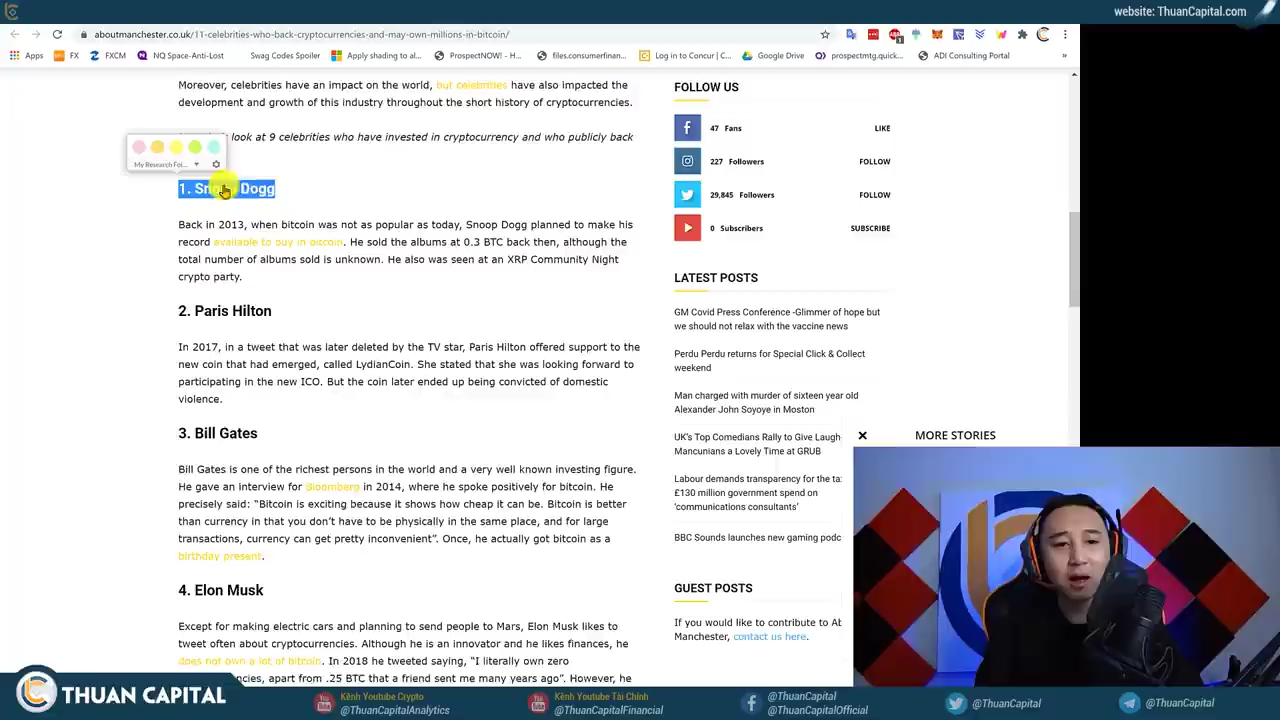 website: ThuanCapital.com
aboutmanchester.co.uk/11-celebrities-who-back-cryptocurrencies-and-may-own-millions-in-bitcoin/
Apps
FX
FXCM
NQ Space-Anti-Lost
Swag Codes Spoiler
Apply shading to al...
ProspectNOW! - H...
files.consumerfinan...
Log in to Concur | C...
Google Drive
prospectmtg.quick...
ADI Consulting Portal
»
Moreover, celebrities have an impact on the world, but celebrities have also impacted the
development and growth of this industry throughout the short history of cryptocurrencies.
look at 9 celebrities who have invested in cryptocurrency and who publicly back
My Research Fol...
1. Snoop Dogg
Back in 2013, when bitcoin was not as popular as today, Snoop Dogg planned to make his
record available to buy in bitcoin. He sold the albums at 0.3 BTC back then, although the
total number of albums sold is unknown. He also was seen at an XRP Community Night
crypto party.
2. Paris Hilton
In 2017, in a tweet that was later deleted by the TV star, Paris Hilton offered support to the
new coin that had emerged, called LydianCoin. She stated that she was looking forward to
participating in the new ICO. But the coin later ended up being convicted of domestic
violence.
3. Bill Gates
Bill Gates is one of the richest persons in the world and a very well known investing figure.
He gave an interview for Bloomberg in 2014, where he spoke positively for bitcoin. He
precisely said: “Bitcoin is exciting because it shows how cheap it can be. Bitcoin is better
than currency in that you don’t have to be physically in the same place, and for large
transactions, currency can get pretty inconvenient”. Once, he actually got bitcoin as a
birthday present.
4. Elon Musk
Except for making electric cars and planning to send people to Mars, Elon Musk likes to
tweet often about cryptocurrencies. Although he is an innovator and he likes finances, he
does not own a lot of bitcoin. In 2018 he tweeted saying, “I literally own zero
encies, apart from .25 BTC that a friend sent me many years ago”. However, he
FOLLOW US
47 Fans LIKE
227 Followers FOLLOW
29,845 Followers FOLLOW
0 Subscribers SUBSCRIBE
LATEST POSTS
GM Covid Press Conference -Glimmer of hope but
we should not relax with the vaccine news
Perdu Perdu returns for Special Click & Collect
weekend
Man charged with murder of sixteen year old
Alexander John Soyoye in Moston
UK’s Top Comedians Rally to Give Laugh-
Mancunians a Lovely Time at GRUB
Labour demands transparency for the ta
£130 million government spend on
‘communications consultants’
BBC Sounds launches new gaming podc
GUEST POSTS
If you would like to contribute to Ab
Manchester, contact us here.
MORE STORIES
THUAN CAPITAL
Kênh Youtube Crypto
@ThuanCapitalAnalytics
Kênh Youtube Tài Chính
@ThuanCapital
@ThuanCapital
@ThuanCapitalOfficial
@ThuanCapital
@ThuanCapital